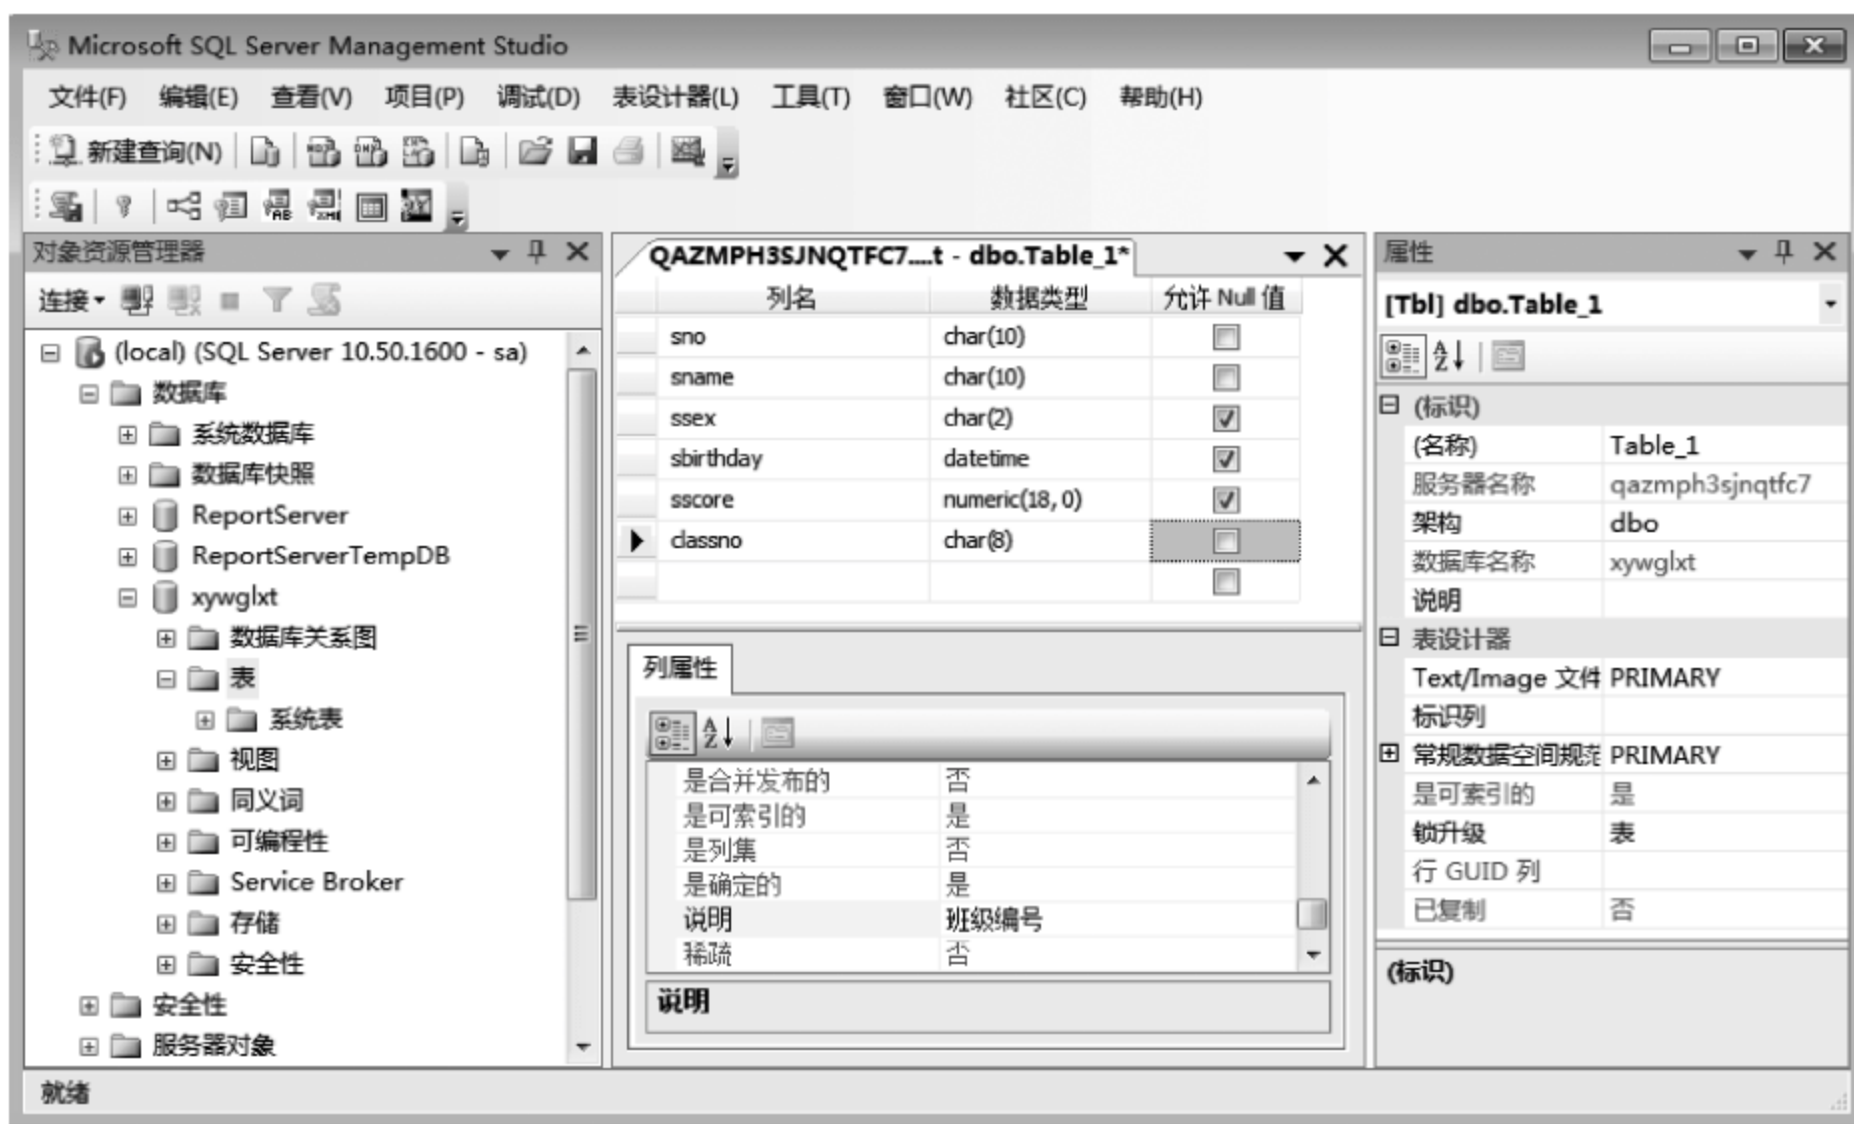 Microsoft SQL Server Management Studio
文件(F) 编辑(E) 查看(V) 项目(P) 调试(D) 表设计器(L) 工具(T) 窗口(W) 社区(C) 帮助(H)
新建查询(N)
对象资源管理器
连接
(local) (SQL Server 10.50.1600 - sa)
数据库
系统数据库
数据库快照
ReportServer
ReportServerTempDB
xywglxt
数据库关系图
表
系统表
视图
同义词
可编程性
Service Broker
存储
安全性
安全性
服务器对象
QAZMPH3SJNQTFC7....t - dbo.Table_1*
列名 数据类型 允许 Null 值
sno char(10)
sname char(10)
ssex char(2)
sbirthday datetime
sscore numeric(18, 0)
classno char(8)
列属性
是合并发布的 否
是可索引的 是
是列集 否
是确定的 是
说明 班级编号
稀疏 否
说明
属性
[Tbl] dbo.Table_1
(标识)
(名称) Table_1
服务器名称 qazmph3sjnqtfc7
架构 dbo
数据库名称 xywglxt
说明
表设计器
Text/Image 文件 PRIMARY
标识列
常规数据空间规范 PRIMARY
是可索引的 是
锁升级 表
行 GUID 列
已复制 否
(标识)
就绪